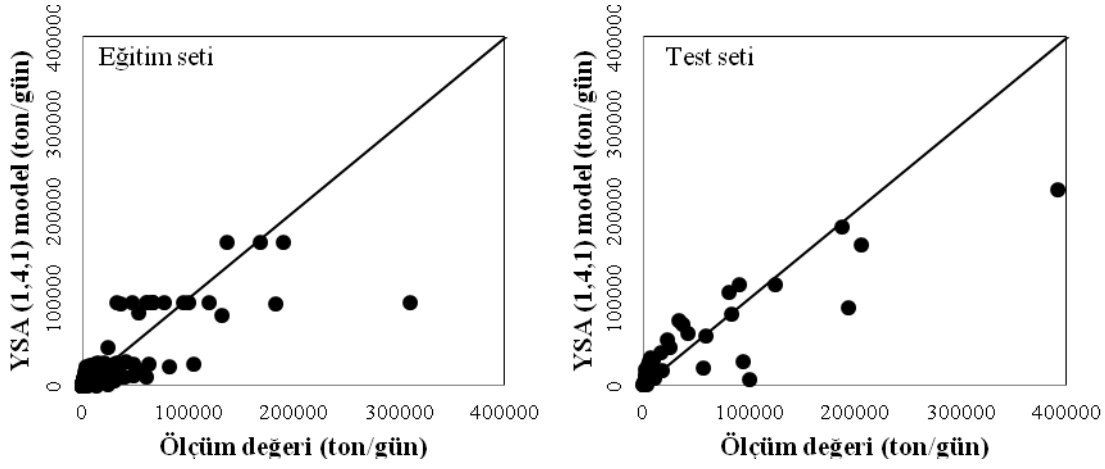 Eğitim seti
YSA (1,4,1) model (ton/gün)
400000
300000
200000
100000
0
0 100000 200000 300000 400000
Ölçüm değeri (ton/gün)
Test seti
YSA (1,4,1) model (ton/gün)
400000
300000
200000
100000
0
0 100000 200000 300000 400000
Ölçüm değeri (ton/gün)